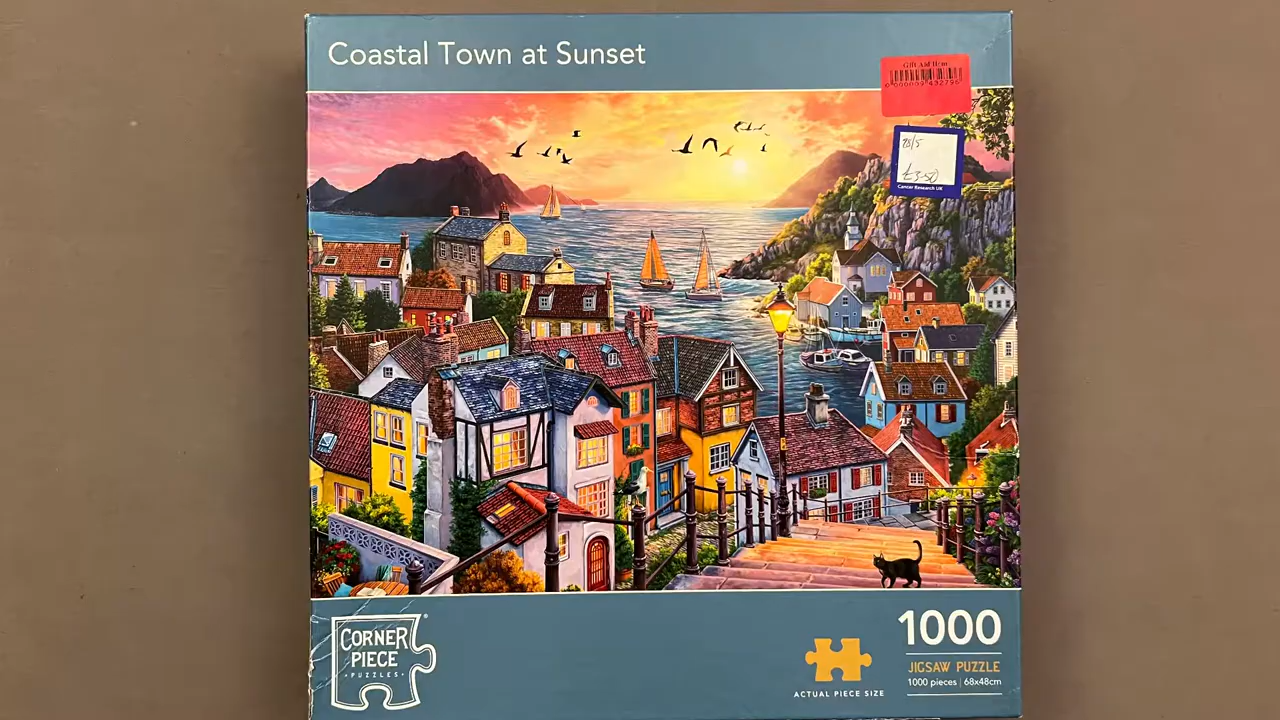 Coastal Town at Sunset
Gift Aid Item
£3.50
Cancer Research UK
CORNER
PIECE
PUZZLES
®
1000
JIGSAW PUZZLE
1000 pieces | 68x48cm
ACTUAL PIECE SIZE